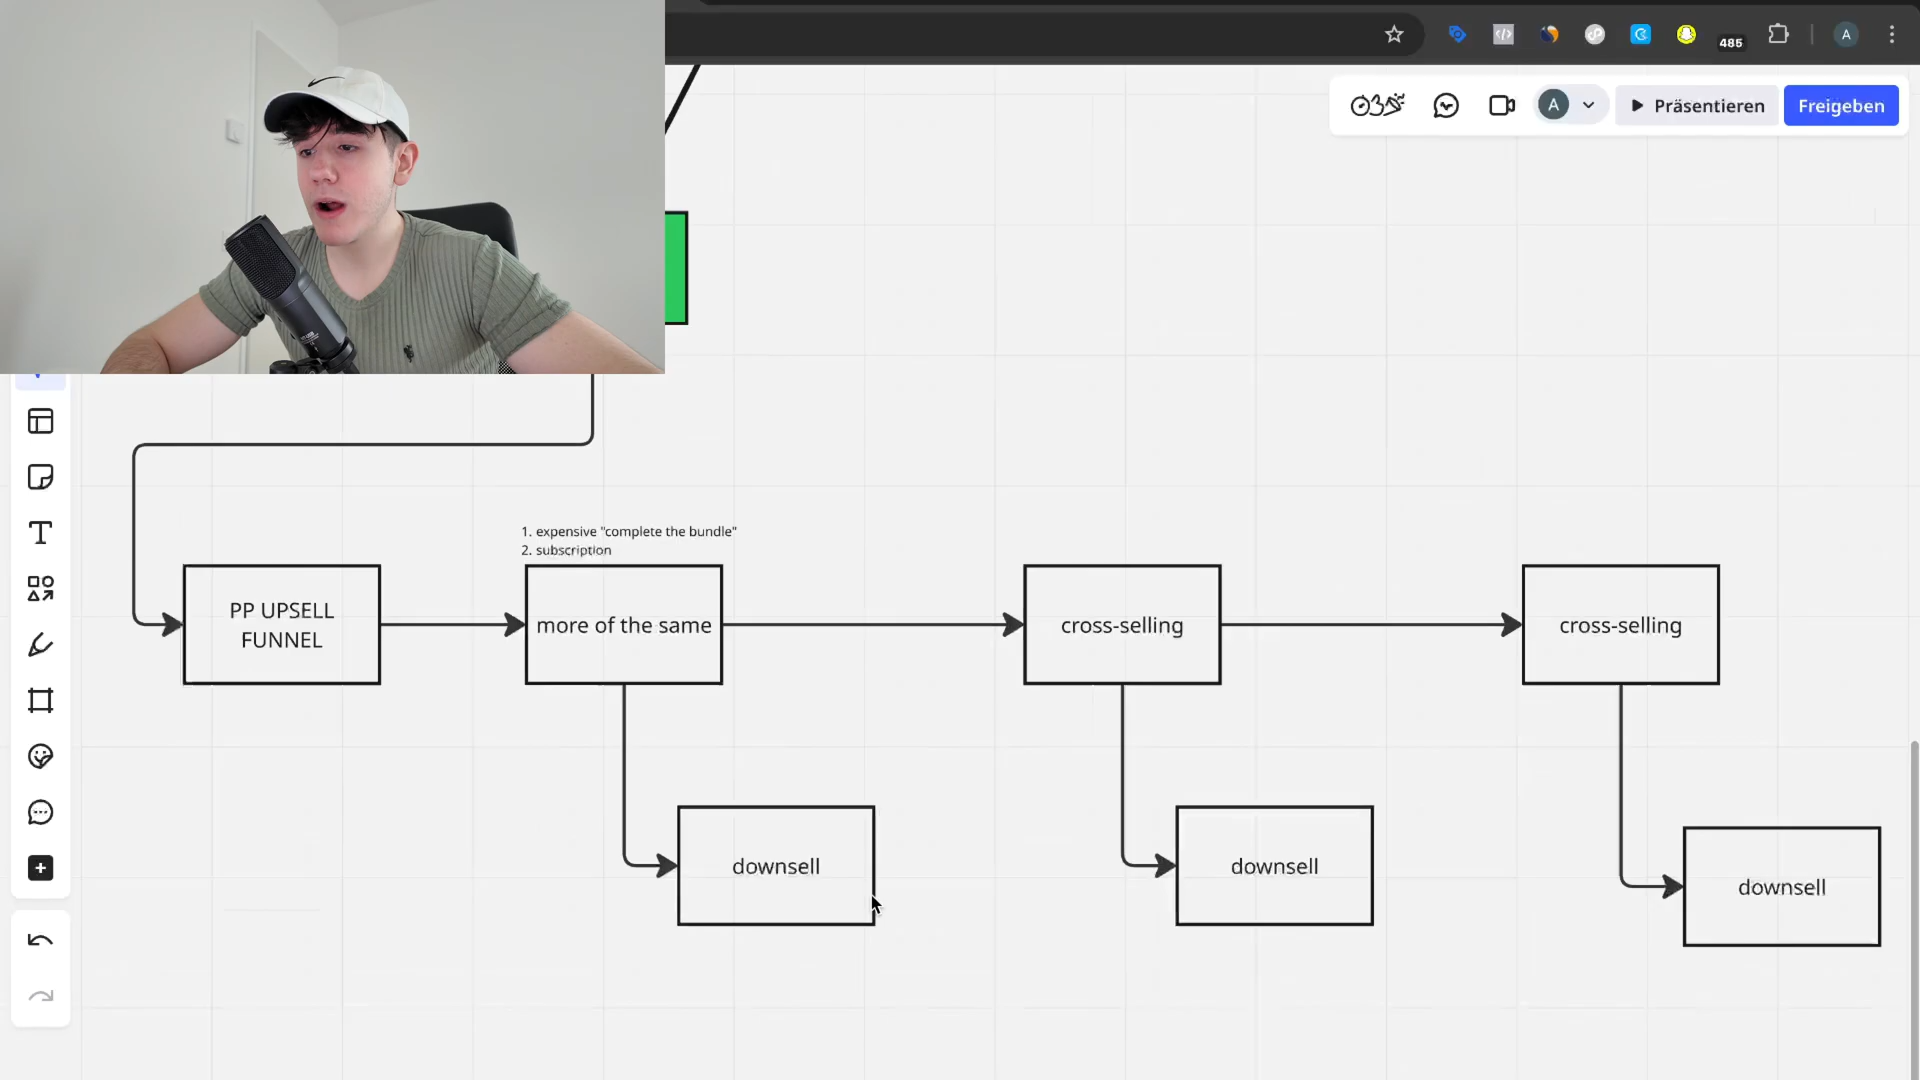 485
A
A
Präsentieren
Freigeben
1. expensive "complete the bundle"
2. subscription
PP UPSELL
FUNNEL
more of the same
cross-selling
cross-selling
downsell
downsell
downsell